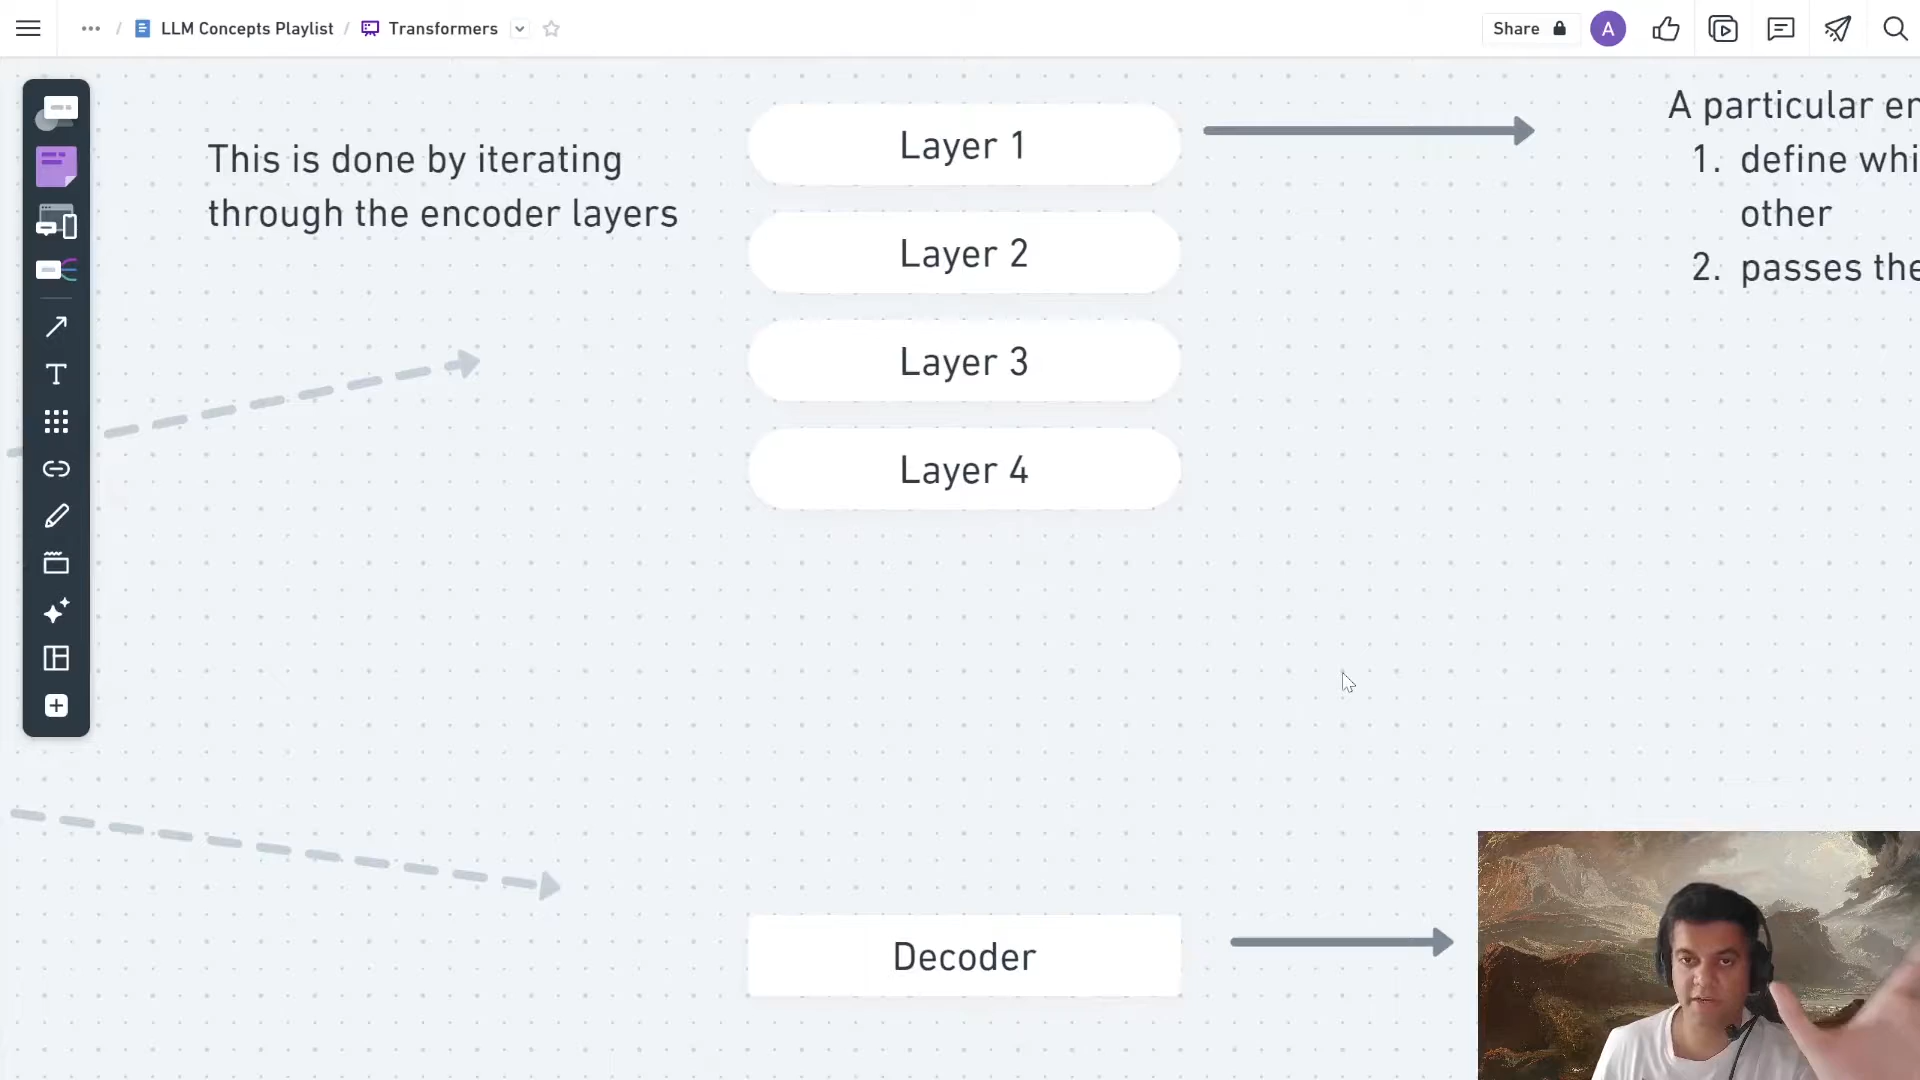 ... / LLM Concepts Playlist / Transformers
Share
A
This is done by iterating
through the encoder layers
Layer 1
Layer 2
Layer 3
Layer 4
A particular
1. define
other
2. passes
Decoder